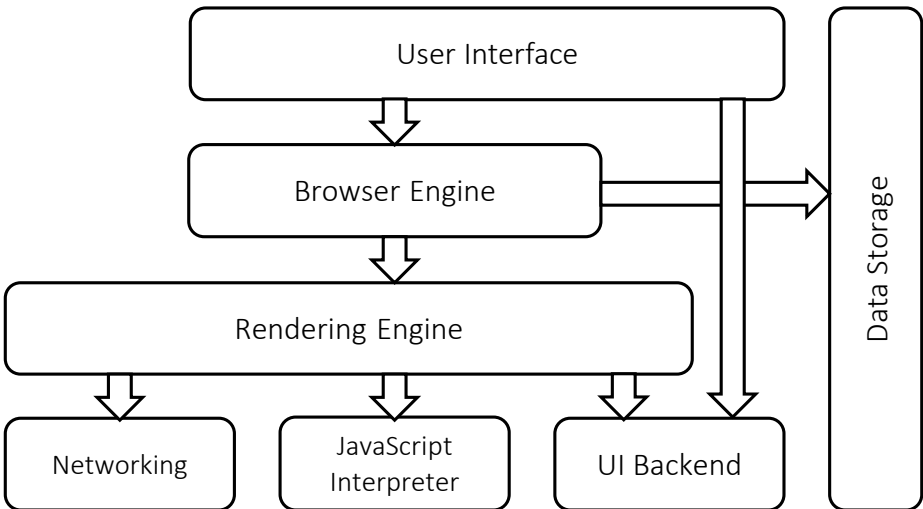 User Interface
Browser Engine
Data Storage
Rendering Engine
Networking
JavaScript
Interpreter
UI Backend